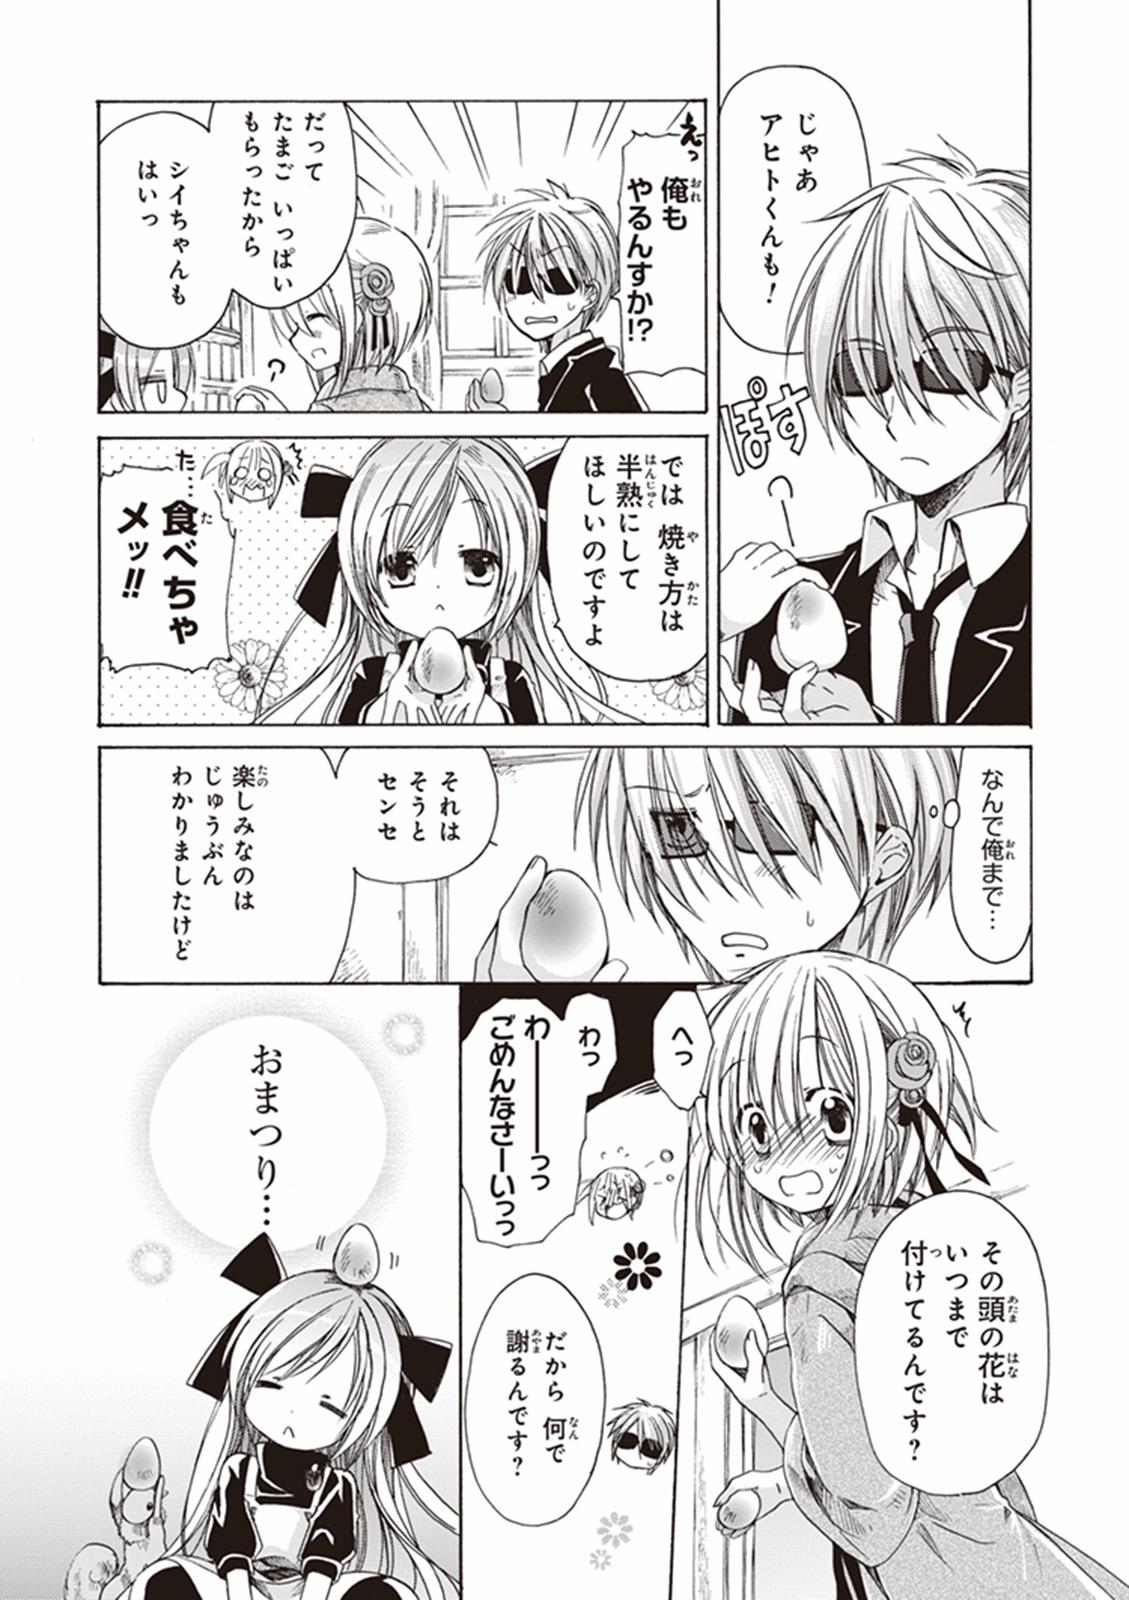 じゃあ
アヒトくんも!
ぽす
えっ
俺も
やるんすか!?
だって
たまご いっぱい
もらったから
シイちゃんも
はいっ
では 焼き方は
半熟にして
ほしいのですよ
た……
食べちゃ
メッ!!
なんで俺まで…
それは
そうと
センセ
楽しみなのは
じゅうぶん
わかりましたけど
その頭の花は
いつまで
付けてるんです?
へっ
わっ
わーーーっっ
ごめんなさーいっっ
だから 何で
謝るんです?
おまつり…